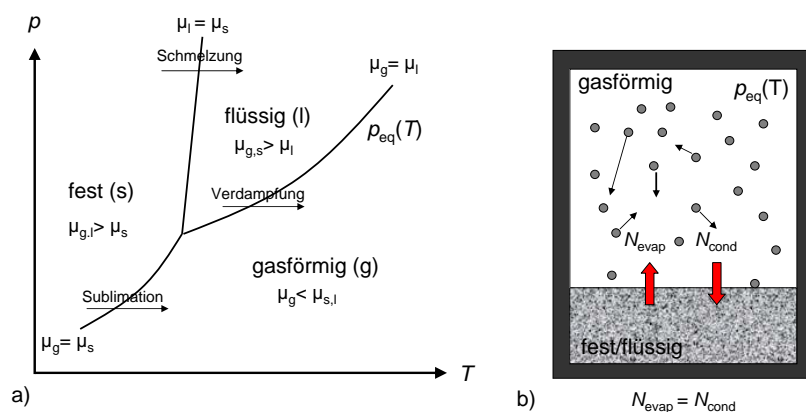 p
μl = μs
Schmelzung
μg = μl
flüssig (l)
μg,s > μl
peq(T)
fest (s)
μg.l > μs
Verdampfung
gasförmig (g)
μg < μs,l
Sublimation
μg = μs
T
a)
gasförmig
peq(T)
Nevap
Ncond
fest/flüssig
b)
Nevap = Ncond